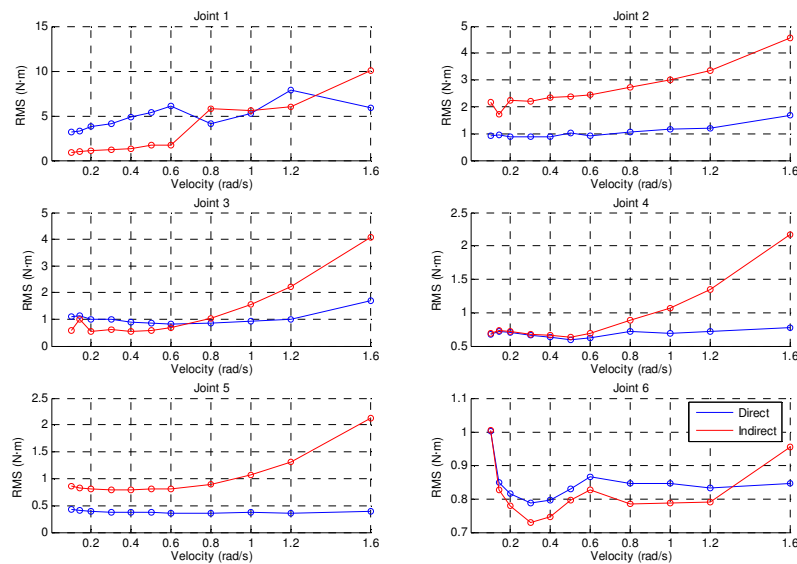 Joint 1
15
10
5
0
RMS (N·m)
0.2 0.4 0.6 0.8 1 1.2 1.6
Velocity (rad/s)
Joint 2
5
4
3
2
1
0
RMS (N·m)
0.2 0.4 0.6 0.8 1 1.2 1.6
Velocity (rad/s)
Joint 3
5
4
3
2
1
0
RMS (N·m)
0.2 0.4 0.6 0.8 1 1.2 1.6
Velocity (rad/s)
Joint 4
2.5
2
1.5
1
0.5
RMS (N·m)
0.2 0.4 0.6 0.8 1 1.2 1.6
Velocity (rad/s)
Joint 5
2.5
2
1.5
1
0.5
0
RMS (N·m)
0.2 0.4 0.6 0.8 1 1.2 1.6
Velocity (rad/s)
Joint 6
1.1
1
0.9
0.8
0.7
RMS (N·m)
Direct
Indirect
0.2 0.4 0.6 0.8 1 1.2 1.6
Velocity (rad/s)